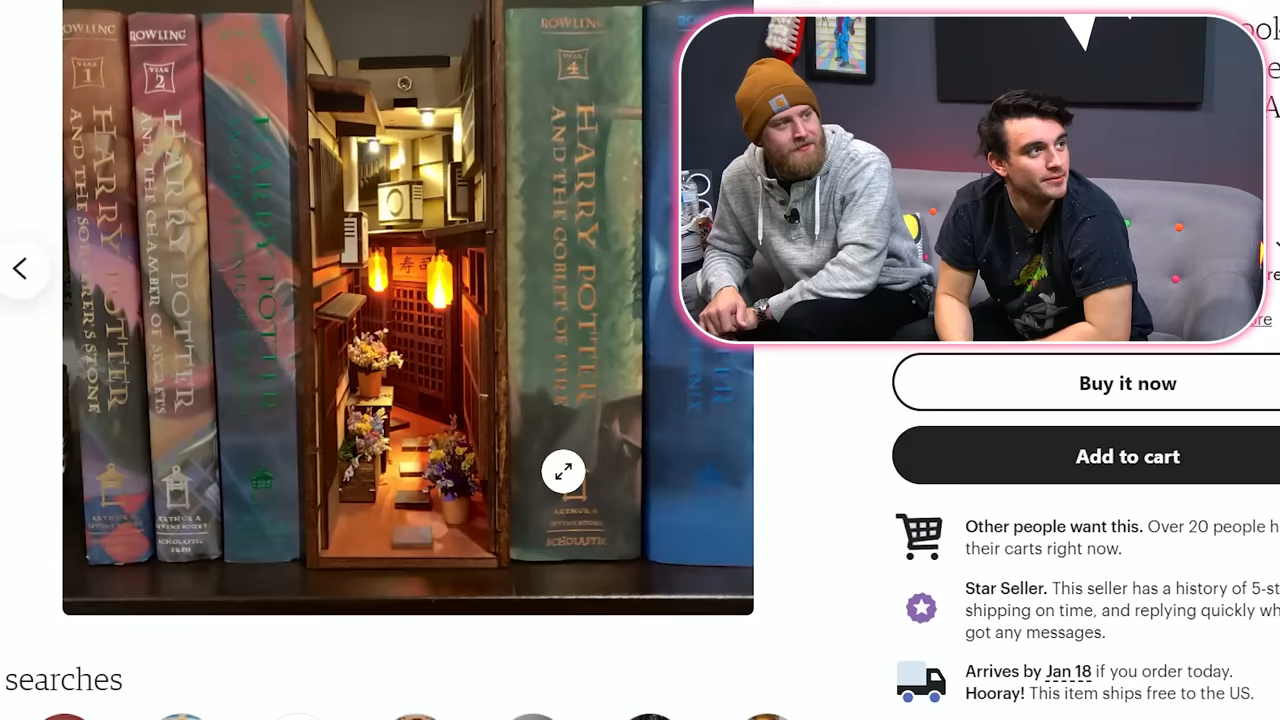 ROWLING
YEAR
1
HARRY POTTER
AND THE SORCERER'S STONE
ROWLING
YEAR
2
HARRY POTTER
AND THE CHAMBER OF SECRETS
SCHOLASTIC
PRESS
HARRY POTTER
寿司
ROWLING
YEAR
4
HARRY POTTER
AND THE GOBLET OF FIRE
SCHOLASTIC
Buy it now
Add to cart
Other people want this. Over 20 people h
their carts right now.
Star Seller. This seller has a history of 5-st
shipping on time, and replying quickly wh
got any messages.
Arrives by Jan 18 if you order today.
Hooray! This item ships free to the US.
searches